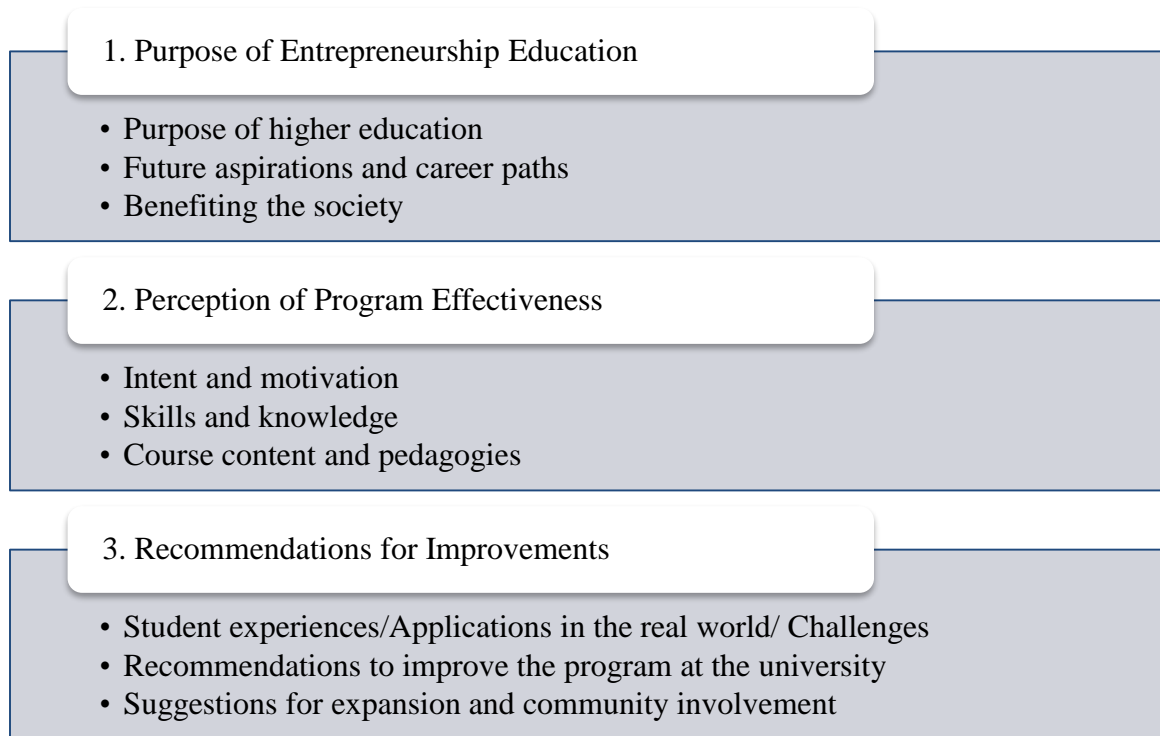 1. Purpose of Entrepreneurship Education
• Purpose of higher education
• Future aspirations and career paths
• Benefiting the society
2. Perception of Program Effectiveness
• Intent and motivation
• Skills and knowledge
• Course content and pedagogies
3. Recommendations for Improvements
• Student experiences/Applications in the real world/ Challenges
• Recommendations to improve the program at the university
• Suggestions for expansion and community involvement